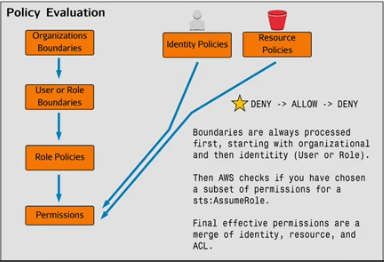 Policy Evaluation
Organizations
Boundaries
Identity Policies
Resource
Policies
User or Role
Boundaries
DENY -> ALLOW -> DENY
Boundaries are always processed
first, starting with organizational
and then identitity (User or Role).
Role Policies
Then AWS checks if you have chosen
a subset of permissions for a
sts:AssumeRole.
Permissions
Final effective permissions are a
merge of identity, resource, and
ACL.